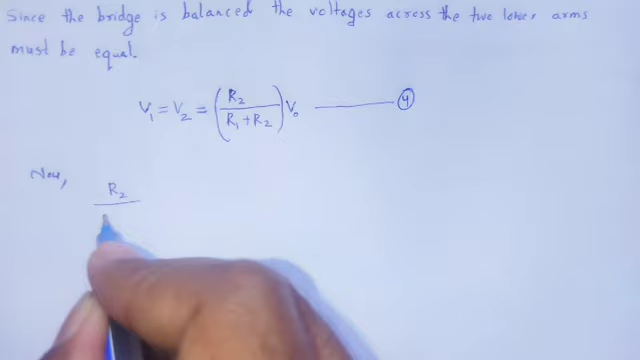 Since the bridge is balanced the voltages across the two lower arms
must be equal.
V₁ = V₂ = (R₂ / (R₁ + R₂)) V₀ ——— ④
Now,
R₂